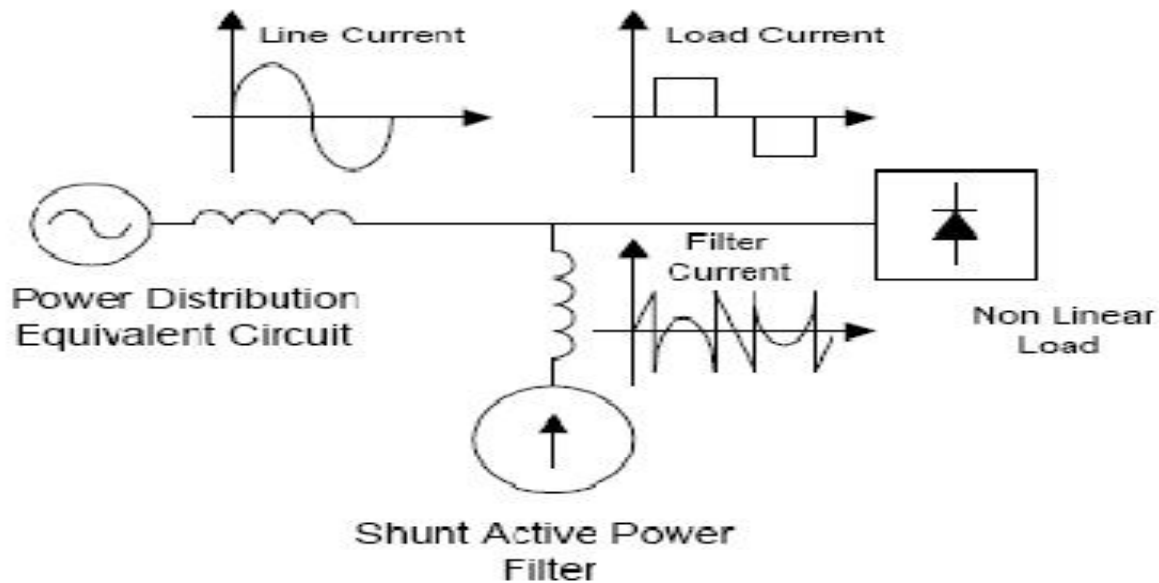 Line Current
Load Current
Filter
Current
Power Distribution
Equivalent Circuit
Non Linear
Load
Shunt Active Power
Filter